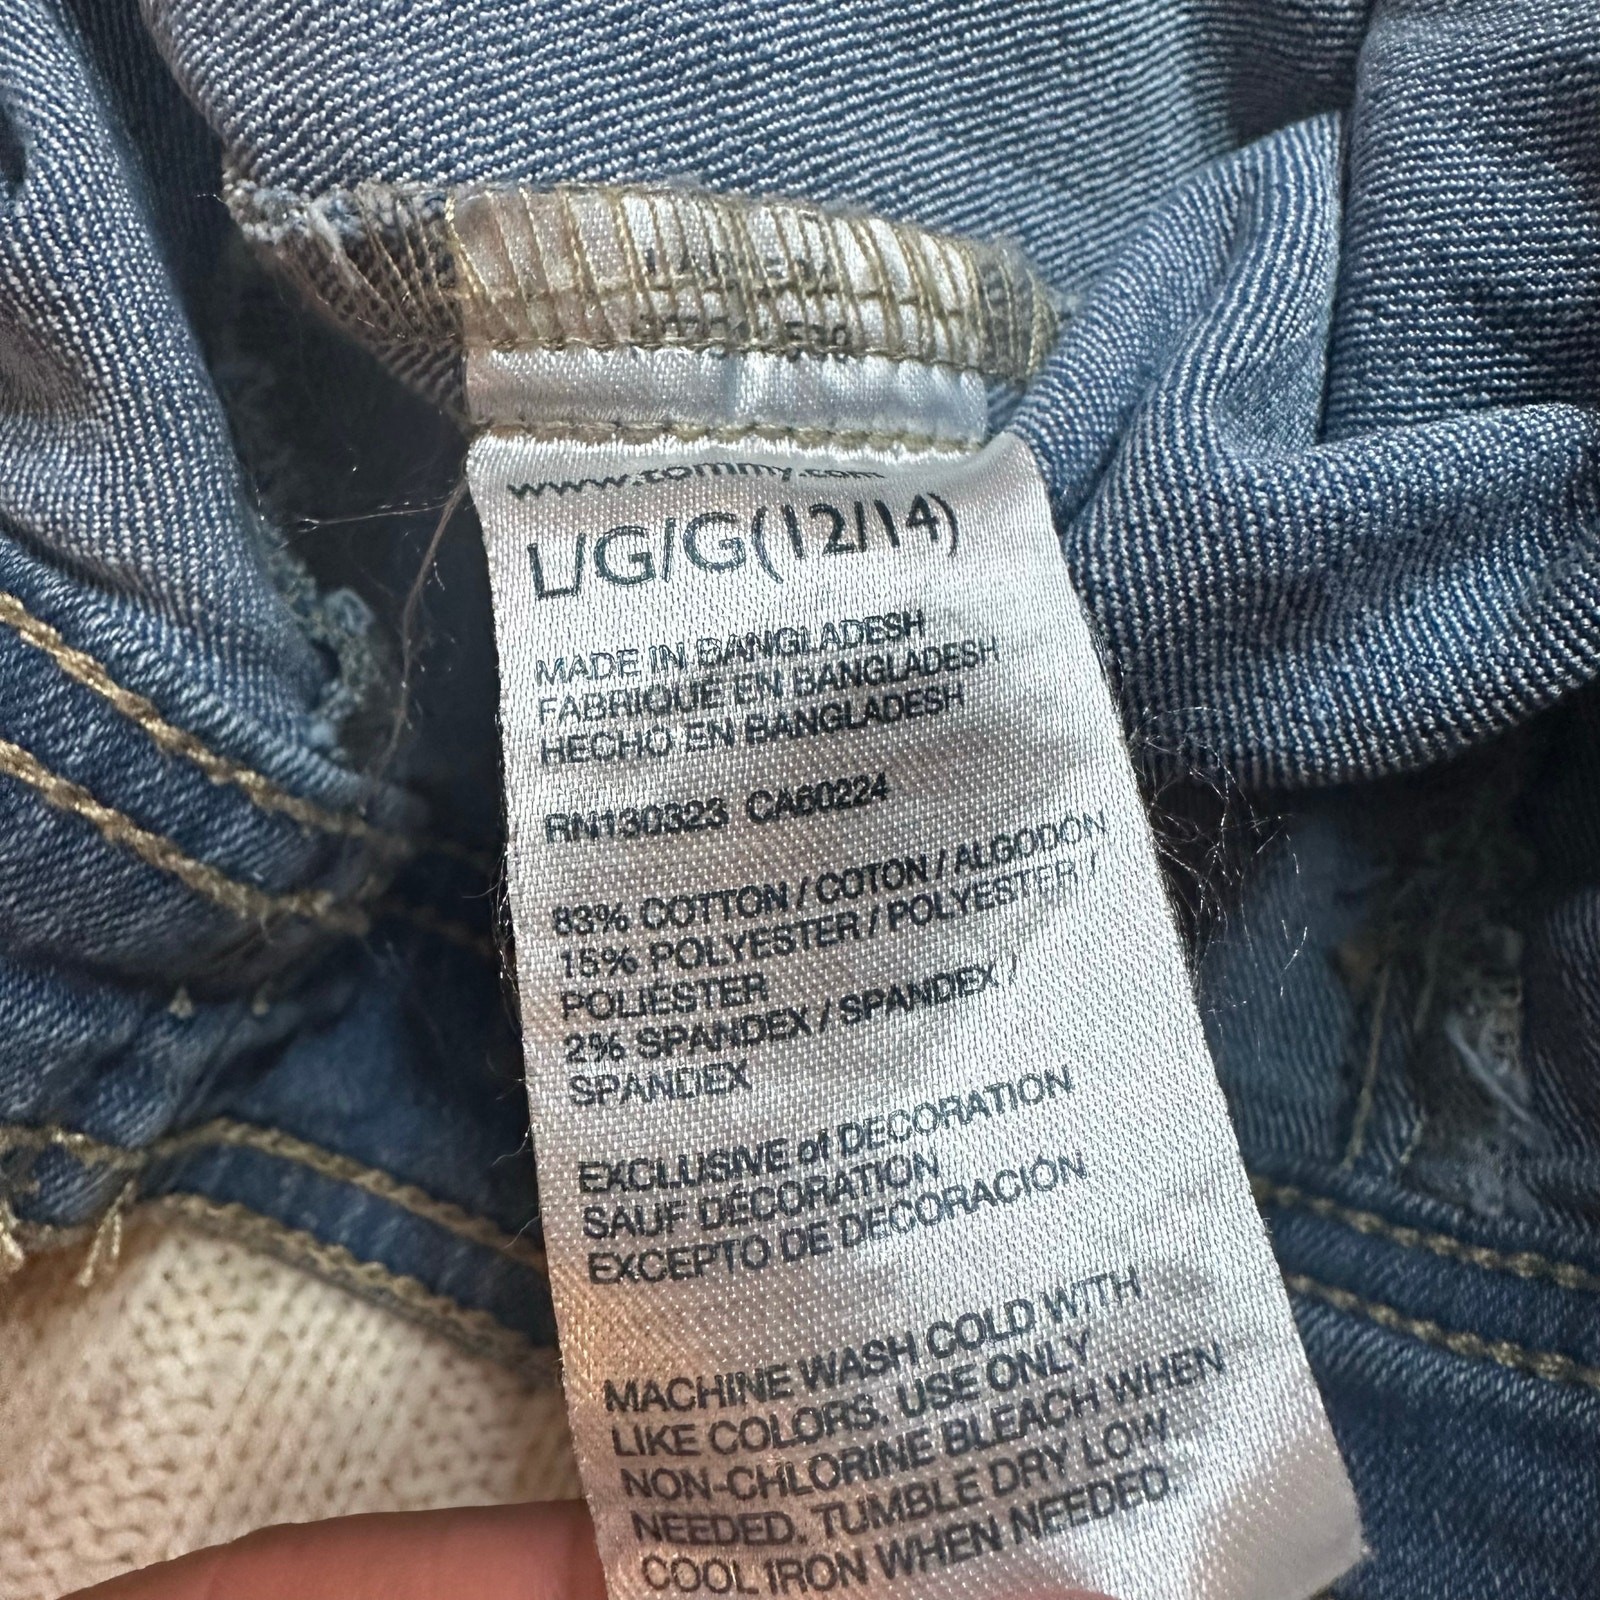 www.tommy.com
L/G/G(12/14)
MADE IN BANGLADESH
FABRIQUE EN BANGLADESH
HECHO EN BANGLADESH
RN130323 CA60224
83% COTTON / COTON / ALGODON
15% POLYESTER / POLYESTER /
POLIÉSTER
2% SPANDEX / SPANDEX /
SPANDEX
EXCLUSIVE of DECORATION
SAUF DÉCORATION
EXCEPTO DE DECORACIÓN
MACHINE WASH COLD WITH
LIKE COLORS. USE ONLY
NON-CHLORINE BLEACH WHEN
NEEDED. TUMBLE DRY LOW.
COOL IRON WHEN NEEDED.